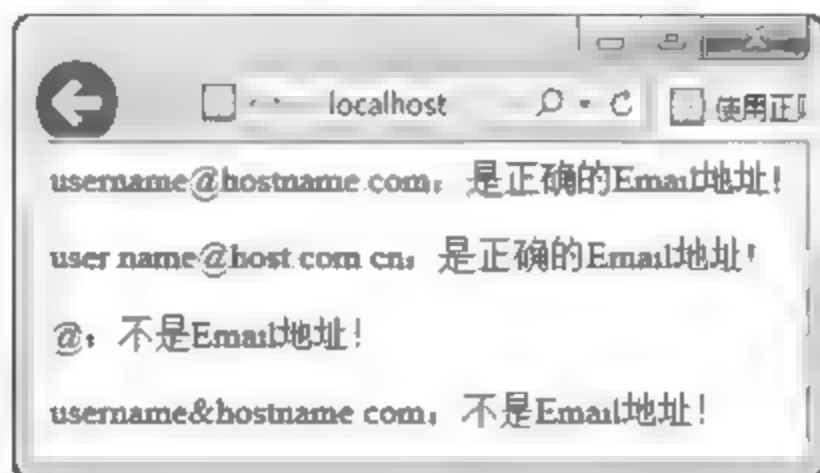 localhost
使用正则
username@hostname.com：是正确的Email地址！
user.name@host.com.cn：是正确的Email地址！
@：不是Email地址！
username&hostname.com：不是Email地址！